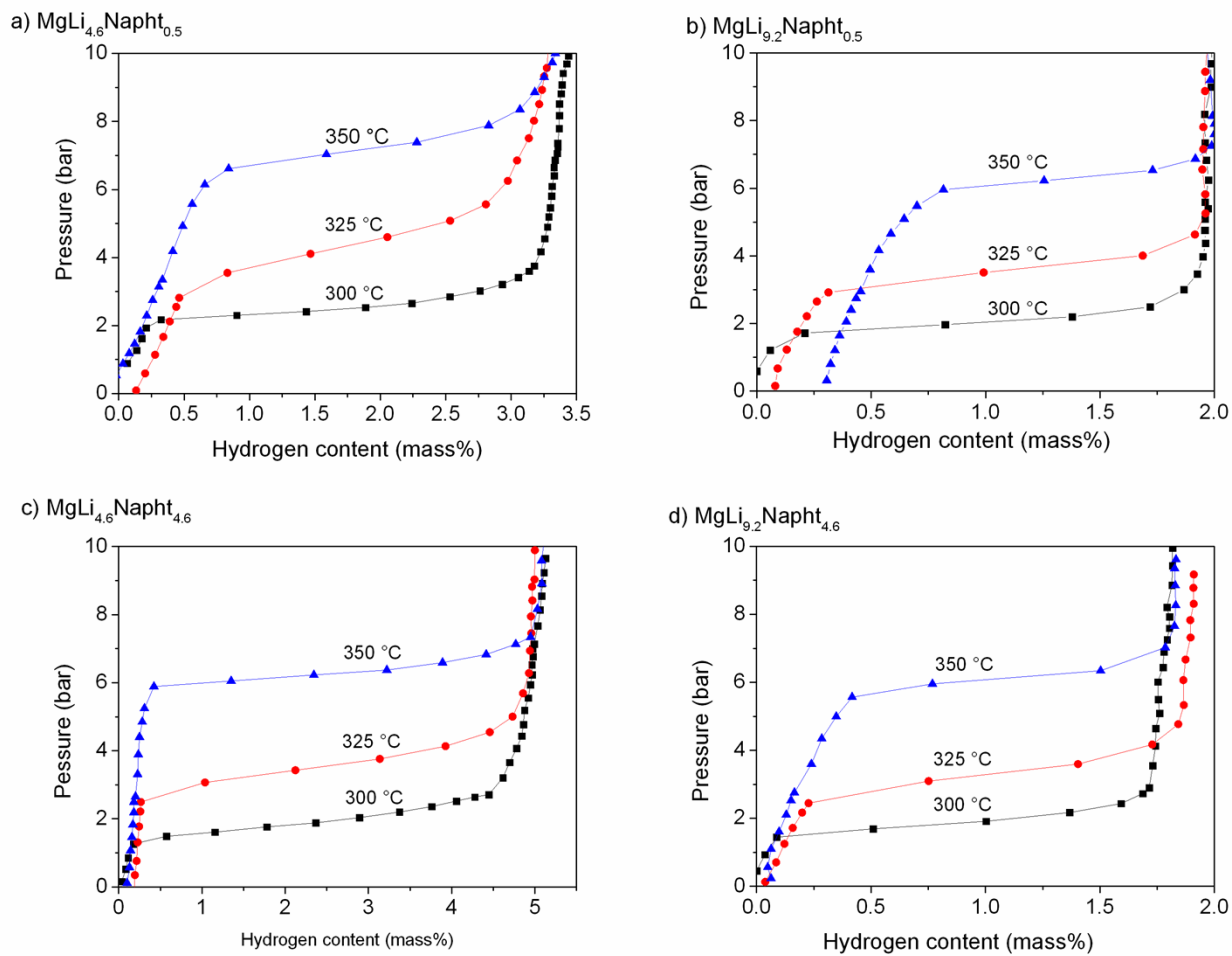 a) MgLi4.6Napht0.5
10
8
6
4
2
0
Pressure (bar)
350 °C
325 °C
300 °C
0.0 0.5 1.0 1.5 2.0 2.5 3.0 3.5
Hydrogen content (mass%)
b) MgLi9.2Napht0.5
10
8
6
4
2
0
Pressure (bar)
350 °C
325 °C
300 °C
0.0 0.5 1.0 1.5 2.0
Hydrogen content (mass%)
c) MgLi4.6Napht4.6
10
8
6
4
2
0
Pessure (bar)
350 °C
325 °C
300 °C
0 1 2 3 4 5
Hydrogen content (mass%)
d) MgLi9.2Napht4.6
10
8
6
4
2
0
Pressure (bar)
350 °C
325 °C
300 °C
0.0 0.5 1.0 1.5 2.0
Hydrogen content (mass%)